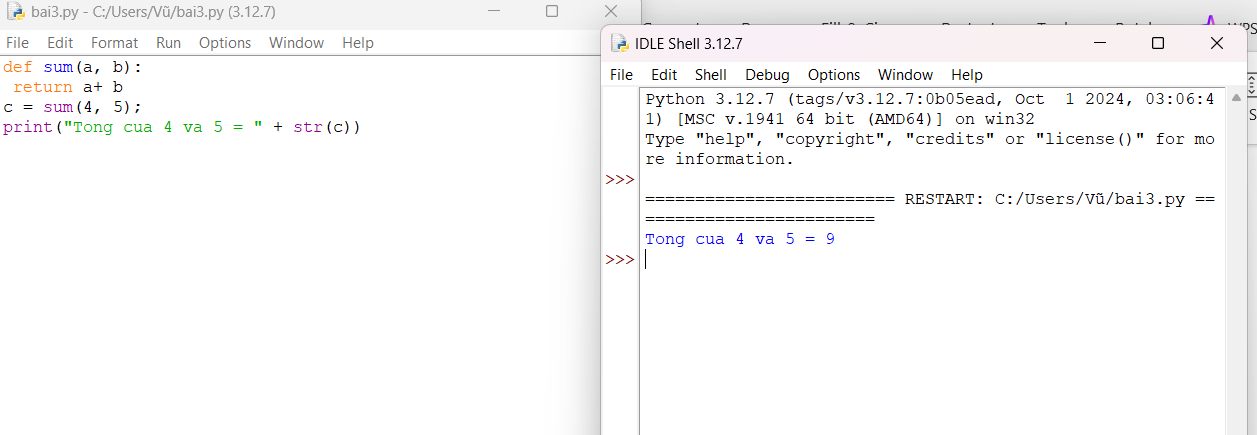 bai3.py - C:/Users/Vũ/bai3.py (3.12.7)
File Edit Format Run Options Window Help
def sum(a, b):
 return a+ b
c = sum(4, 5);
print("Tong cua 4 va 5 = " + str(c))
IDLE Shell 3.12.7
File Edit Shell Debug Options Window Help
Python 3.12.7 (tags/v3.12.7:0b05ead, Oct  1 2024, 03:06:4
1) [MSC v.1941 64 bit (AMD64)] on win32
Type "help", "copyright", "credits" or "license()" for mo
re information.
>>>
========================= RESTART: C:/Users/Vũ/bai3.py ==
=======================
Tong cua 4 va 5 = 9
>>>
WPS
S